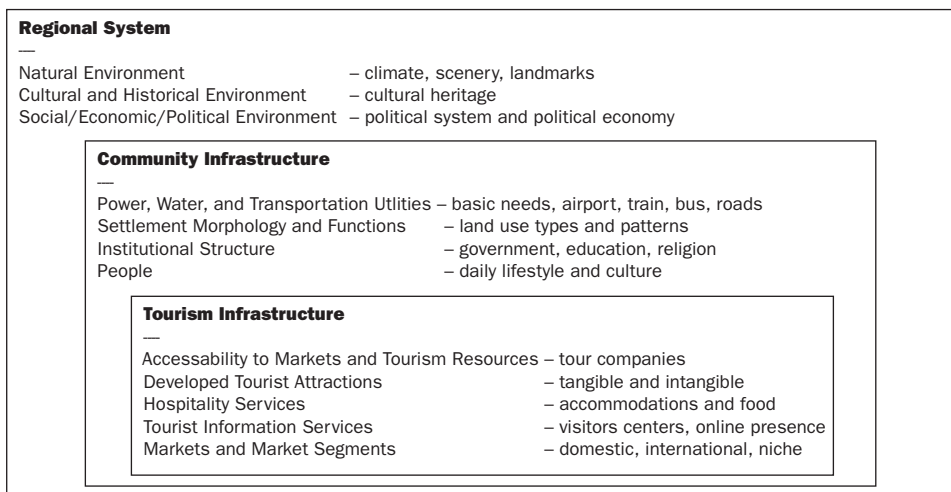 Regional System
—
Natural Environment – climate, scenery, landmarks
Cultural and Historical Environment – cultural heritage
Social/Economic/Political Environment – political system and political economy
Community Infrastructure
—
Power, Water, and Transportation Utlities – basic needs, airport, train, bus, roads
Settlement Morphology and Functions – land use types and patterns
Institutional Structure – government, education, religion
People – daily lifestyle and culture
Tourism Infrastructure
—
Accessability to Markets and Tourism Resources – tour companies
Developed Tourist Attractions – tangible and intangible
Hospitality Services – accommodations and food
Tourist Information Services – visitors centers, online presence
Markets and Market Segments – domestic, international, niche